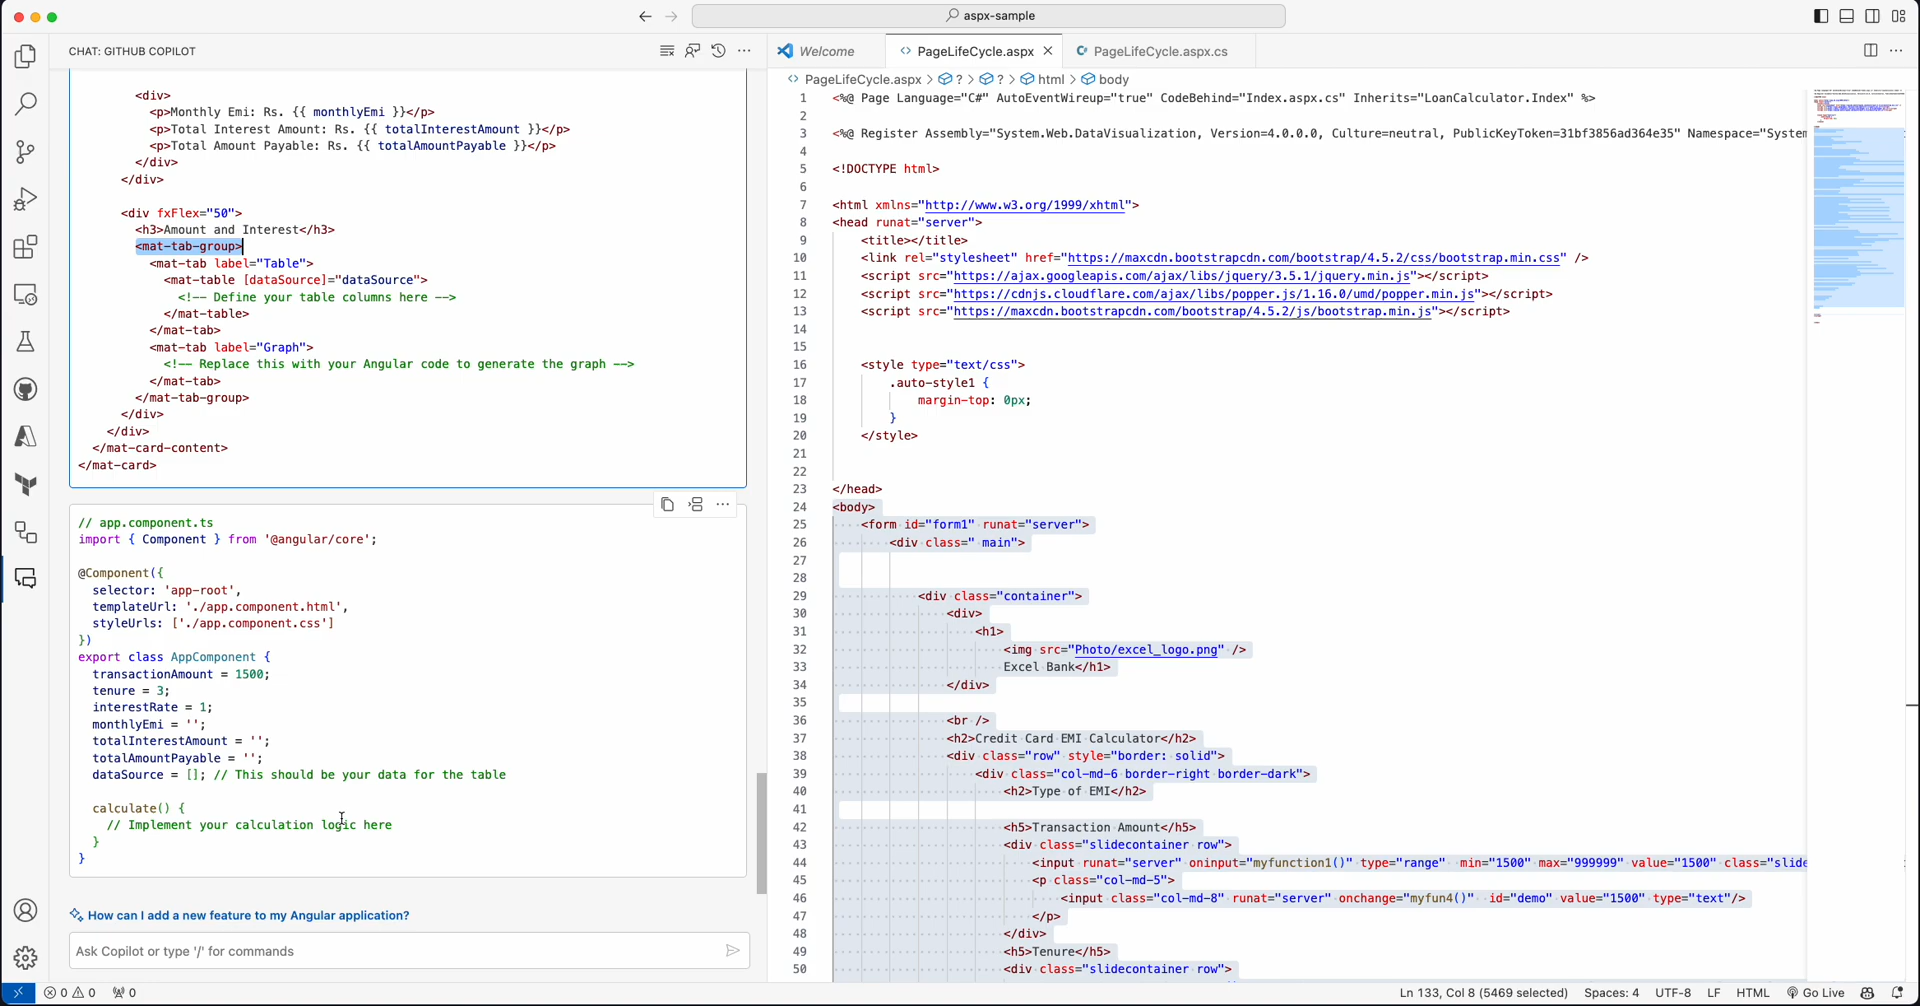 aspx-sample
CHAT: GITHUB COPILOT
<div>
<p>Monthly Emi: Rs. {{ monthlyEmi }}</p>
<p>Total Interest Amount: Rs. {{ totalInterestAmount }}</p>
<p>Total Amount Payable: Rs. {{ totalAmountPayable }}</p>
</div>
</div>
<div fxFlex="50">
<h3>Amount and Interest</h3>
<mat-tab-group>
<mat-tab label="Table">
<mat-table [dataSource]="dataSource">
<!-- Define your table columns here -->
</mat-table>
</mat-tab>
<mat-tab label="Graph">
<!-- Replace this with your Angular code to generate the graph -->
</mat-tab>
</mat-tab-group>
</div>
</div>
</mat-card-content>
</mat-card>
// app.component.ts
import { Component } from '@angular/core';
@Component({
selector: 'app-root',
templateUrl: './app.component.html',
styleUrls: ['./app.component.css']
})
export class AppComponent {
transactionAmount = 1500;
tenure = 3;
interestRate = 1;
monthlyEmi = '';
totalInterestAmount = '';
totalAmountPayable = '';
dataSource = []; // This should be your data for the table
calculate() {
// Implement your calculation logic here
}
}
How can I add a new feature to my Angular application?
Ask Copilot or type '/' for commands
Welcome
PageLifeCycle.aspx
PageLifeCycle.aspx.cs
PageLifeCycle.aspx > ? > ? > html > body
1 <%@ Page Language="C#" AutoEventWireup="true" CodeBehind="Index.aspx.cs" Inherits="LoanCalculator.Index" %>
2
3 <%@ Register Assembly="System.Web.DataVisualization, Version=4.0.0.0, Culture=neutral, PublicKeyToken=31bf3856ad364e35" Namespace="System
4
5 <!DOCTYPE html>
6
7 <html xmlns="http://www.w3.org/1999/xhtml">
8 <head runat="server">
9 <title></title>
10 <link rel="stylesheet" href="https://maxcdn.bootstrapcdn.com/bootstrap/4.5.2/css/bootstrap.min.css" />
11 <script src="https://ajax.googleapis.com/ajax/libs/jquery/3.5.1/jquery.min.js"></script>
12 <script src="https://cdnjs.cloudflare.com/ajax/libs/popper.js/1.16.0/umd/popper.min.js"></script>
13 <script src="https://maxcdn.bootstrapcdn.com/bootstrap/4.5.2/js/bootstrap.min.js"></script>
14
15
16 <style type="text/css">
17 .auto-style1 {
18 margin-top: 0px;
19 }
20 </style>
21
22
23 </head>
24 <body>
25 <form id="form1" runat="server">
26 <div class=" main">
27
28
29 <div class="container">
30 <div>
31 <h1>
32 <img src="Photo/excel_logo.png" />
33 Excel Bank</h1>
34 </div>
35
36 <br />
37 <h2>Credit Card EMI Calculator</h2>
38 <div class="row" style="border: solid">
39 <div class="col-md-6 border-right border-dark">
40 <h2>Type of EMI</h2>
41
42 <h5>Transaction Amount</h5>
43 <div class="slidecontainer row">
44 <input runat="server" oninput="myfunction1()" type="range" min="1500" max="999999" value="1500" class="slide
45 <p class="col-md-5">
46 <input class="col-md-8" runat="server" onchange="myfun4()" id="demo" value="1500" type="text"/>
47 </p>
48 </div>
49 <h5>Tenure</h5>
50 <div class="slidecontainer row">
0 0 0
Ln 133, Col 8 (5469 selected) Spaces: 4 UTF-8 LF HTML Go Live